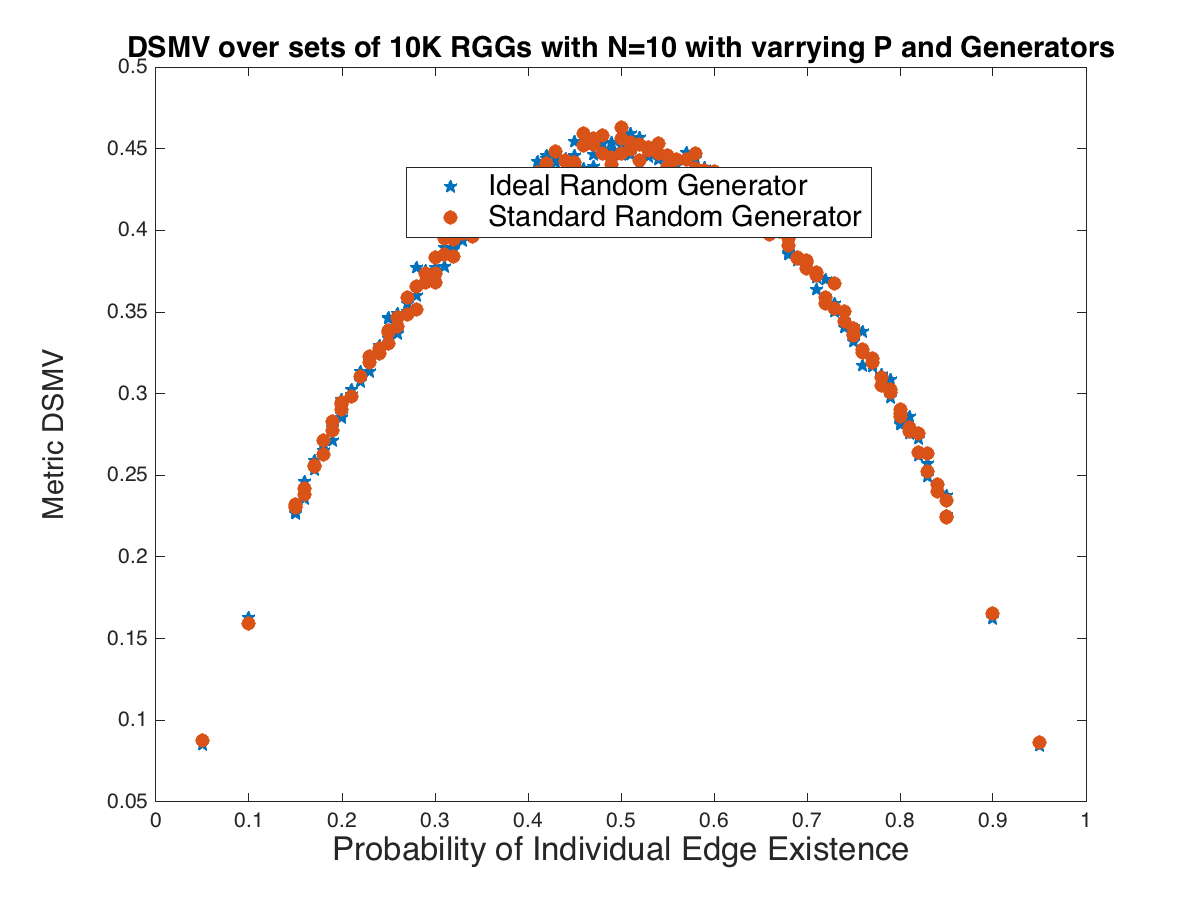 DSMV over sets of 10K RGGs with N=10 with varrying P and Generators
0.5
0.45
0.4
0.35
0.3
0.25
0.2
0.15
0.1
0.05
Metric DSMV
Ideal Random Generator
Standard Random Generator
0 0.1 0.2 0.3 0.4 0.5 0.6 0.7 0.8 0.9 1
Probability of Individual Edge Existence